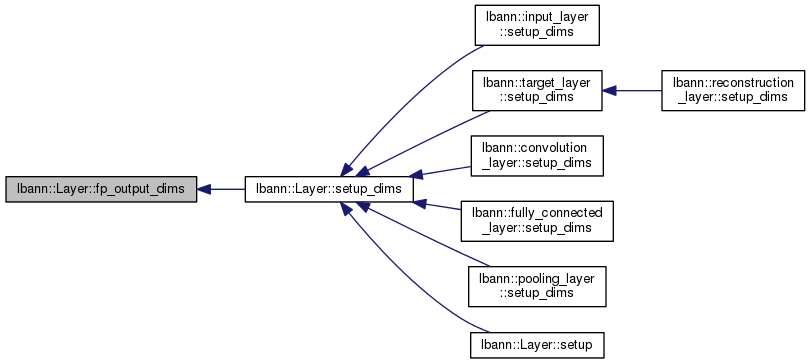 lbann::Layer::fp_output_dims
lbann::Layer::setup_dims
lbann::input_layer
::setup_dims
lbann::target_layer
::setup_dims
lbann::reconstruction
_layer::setup_dims
lbann::convolution
_layer::setup_dims
lbann::fully_connected
_layer::setup_dims
lbann::pooling_layer
::setup_dims
lbann::Layer::setup